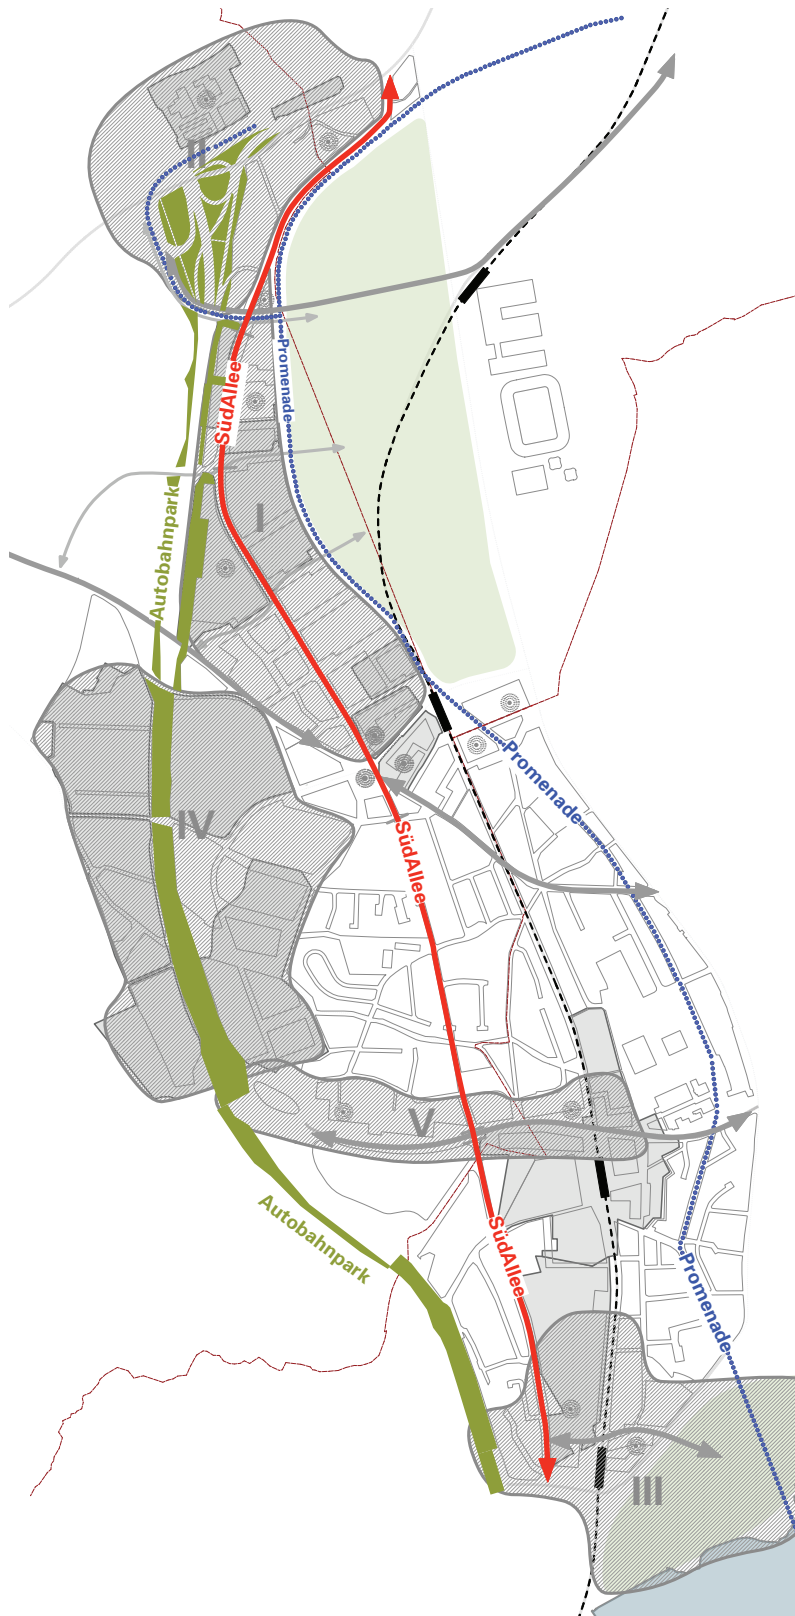 II
SüdAllee
Promenade
Autobahnpark
I
Promenade
IV
SüdAllee
V
Autobahnpark
SüdAllee
Promenade
III